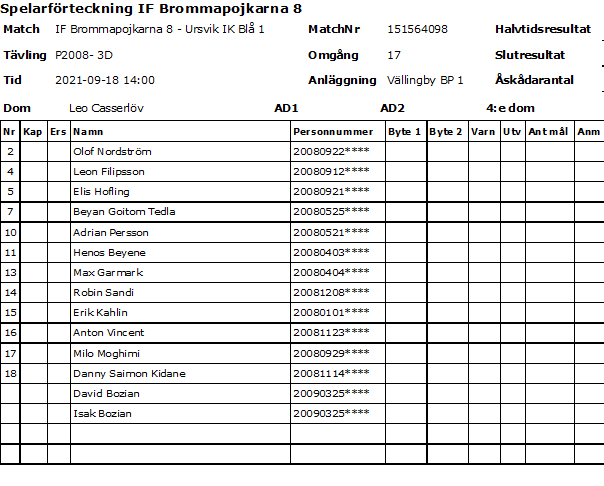 Spelarförteckning IF Brommapojkarna 8
Match IF Brommapojkarna 8 - Ursvik IK Blå 1 MatchNr 151564098 Halvtidsresultat
Tävling P2008- 3D Omgång 17 Slutresultat
Tid 2021-09-18 14:00 Anläggning Vällingby BP 1 Åskådarantal
Dom Leo Casserlöv AD1 AD2 4:e dom
Nr Kap Ers Namn Personnummer Byte 1 Byte 2 Varn Utv Ant mål Anm
2 Olof Nordström 20080922****
4 Leon Filipsson 20080912****
5 Elis Hofling 20080921****
7 Beyan Goitom Tedla 20080525****
10 Adrian Persson 20080521****
11 Henos Beyene 20080403****
13 Max Garmark 20080404****
14 Robin Sandi 20081208****
15 Erik Kahlin 20080101****
16 Anton Vincent 20081123****
17 Milo Moghimi 20080929****
18 Danny Saimon Kidane 20081114****
David Bozian 20090325****
Isak Bozian 20090325****